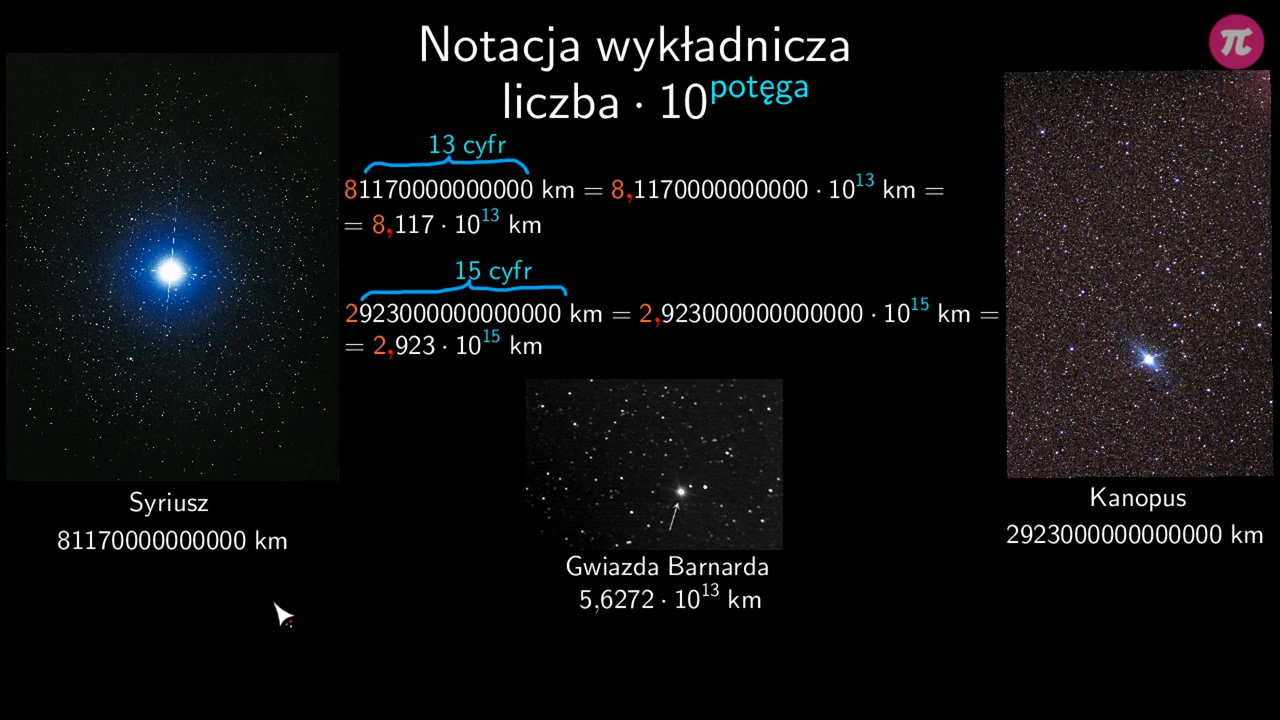 Notacja wykładnicza
liczba · 10^potęga
π
13 cyfr
81170000000000 km = 8,1170000000000 · 10^13 km =
= 8,117 · 10^13 km
15 cyfr
2923000000000000 km = 2,923000000000000 · 10^15 km =
= 2,923 · 10^15 km
Syriusz
81170000000000 km
Gwiazda Barnarda
5,6272 · 10^13 km
Kanopus
2923000000000000 km